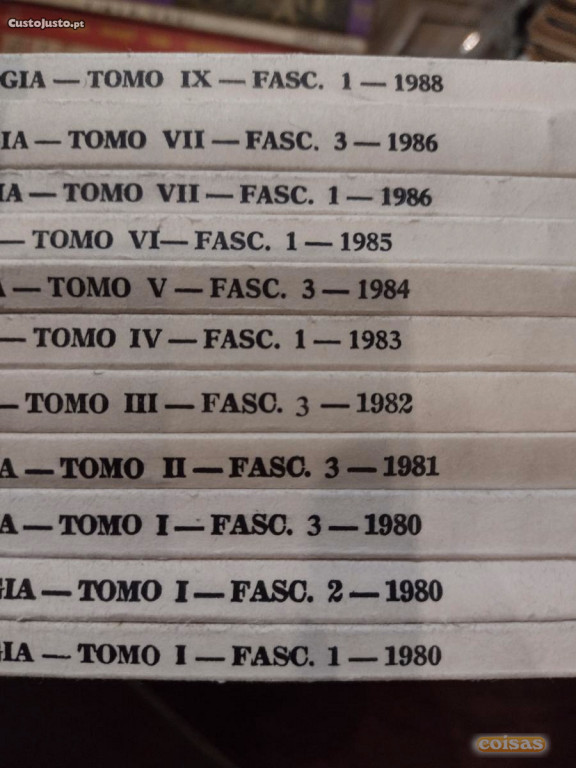 CustoJusto.pt
GIA — TOMO IX — FASC. 1 — 1988
IA — TOMO VII — FASC. 3 — 1986
IA — TOMO VII — FASC. 1 — 1986
— TOMO VI — FASC. 1 — 1985
A — TOMO V — FASC. 3 — 1984
— TOMO IV — FASC. 1 — 1983
— TOMO III — FASC. 3 — 1982
A — TOMO II — FASC. 3 — 1981
A — TOMO I — FASC. 3 — 1980
GIA — TOMO I — FASC. 2 — 1980
GIA — TOMO I — FASC. 1 — 1980
coisas